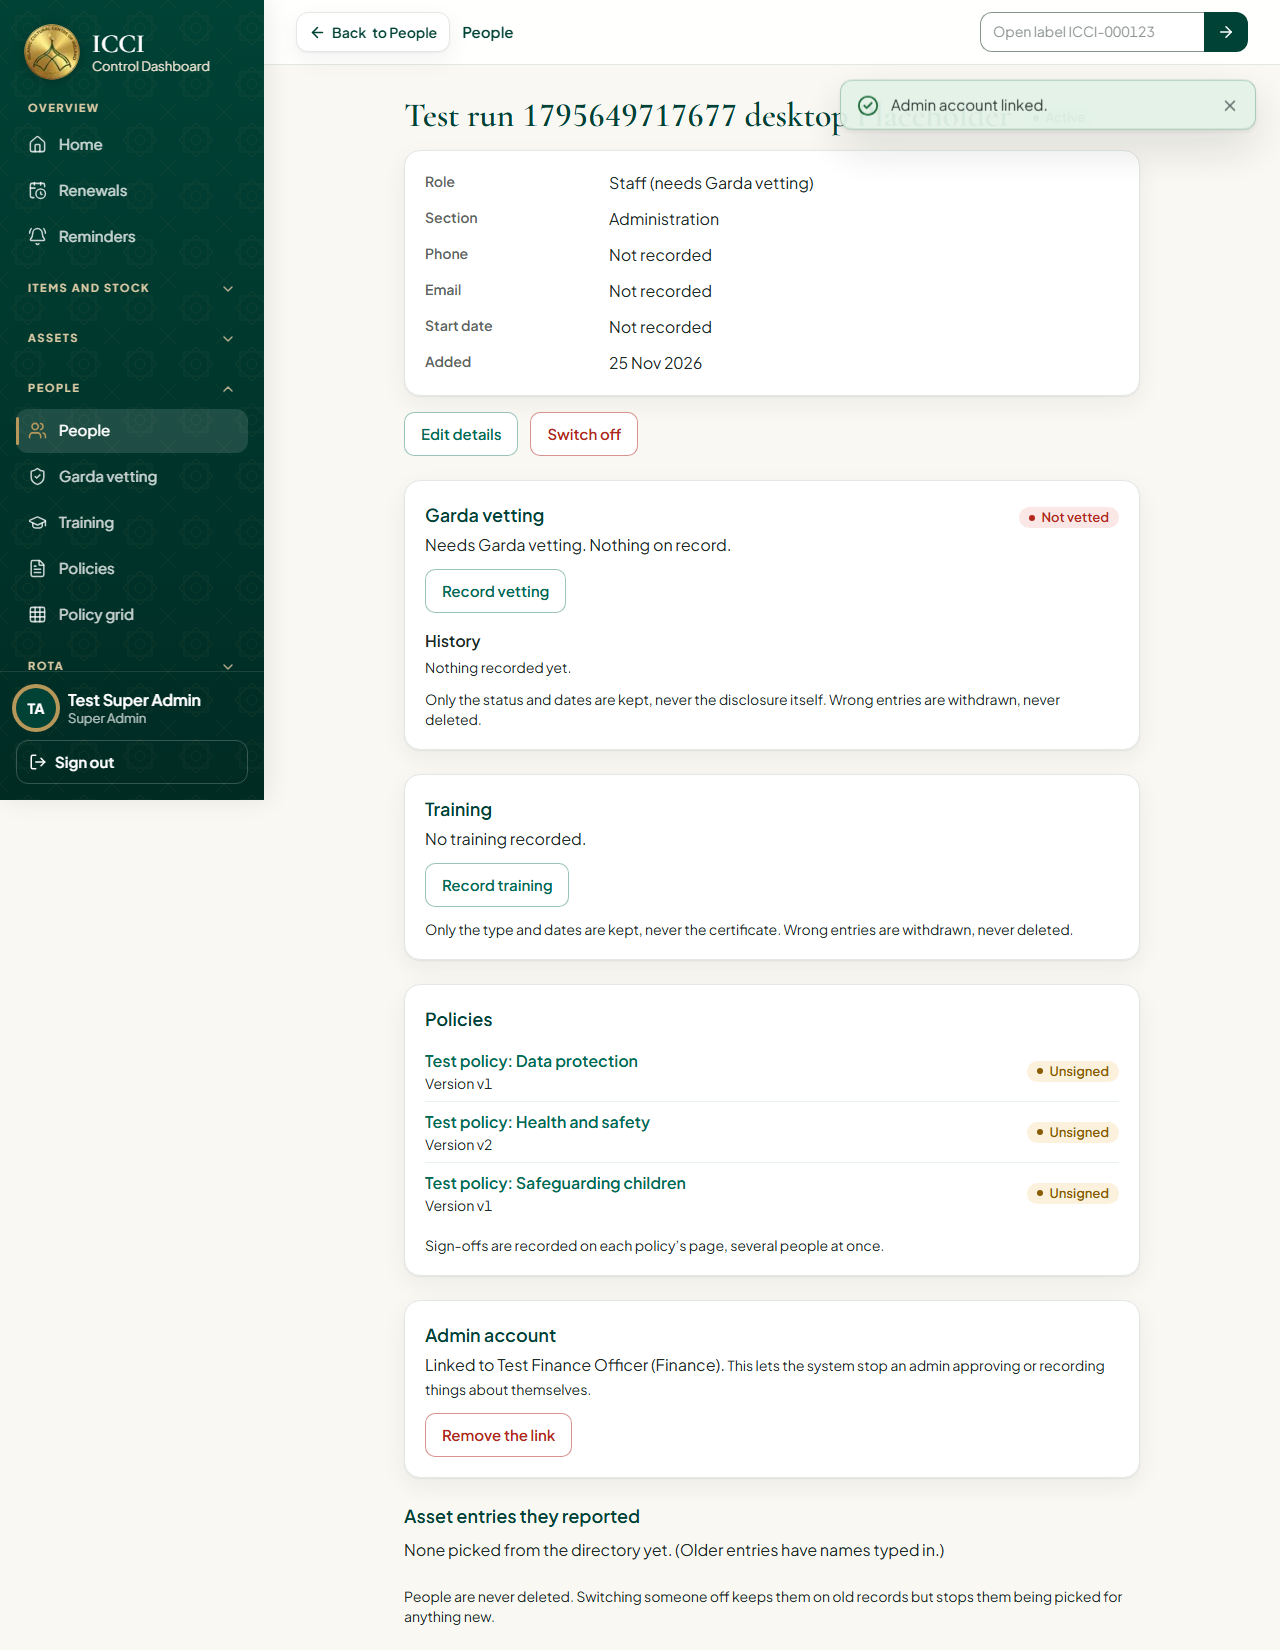 ICCI
Control Dashboard
OVERVIEW
Home
Renewals
Reminders
ITEMS AND STOCK
ASSETS
PEOPLE
People
Garda vetting
Training
Policies
Policy grid
ROTA
TA
Test Super Admin
Super Admin
Sign out
Back to People
People
Open label ICCI-000123
Admin account linked.
Test run 1795649717677 desktop Placeholder
Active
Role
Staff (needs Garda vetting)
Section
Administration
Phone
Not recorded
Email
Not recorded
Start date
Not recorded
Added
25 Nov 2026
Edit details
Switch off
Garda vetting
Not vetted
Needs Garda vetting. Nothing on record.
Record vetting
History
Nothing recorded yet.
Only the status and dates are kept, never the disclosure itself. Wrong entries are withdrawn, never
deleted.
Training
No training recorded.
Record training
Only the type and dates are kept, never the certificate. Wrong entries are withdrawn, never deleted.
Policies
Test policy: Data protection
Version v1
Unsigned
Test policy: Health and safety
Version v2
Unsigned
Test policy: Safeguarding children
Version v1
Unsigned
Sign-offs are recorded on each policy's page, several people at once.
Admin account
Linked to Test Finance Officer (Finance). This lets the system stop an admin approving or recording
things about themselves.
Remove the link
Asset entries they reported
None picked from the directory yet. (Older entries have names typed in.)
People are never deleted. Switching someone off keeps them on old records but stops them being picked for
anything new.